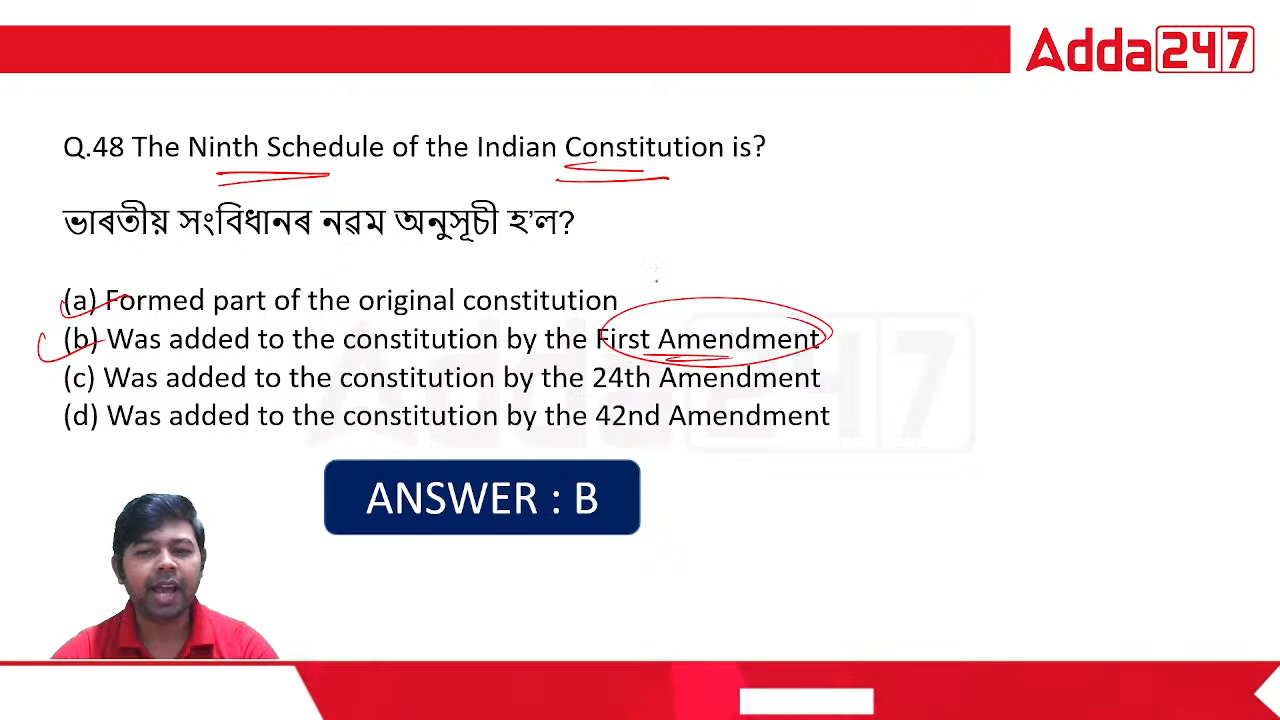 Adda247
Q.48 The Ninth Schedule of the Indian Constitution is?
ভাৰতীয় সংবিধানৰ নৱম অনুসূচী হ'ল?
(a) Formed part of the original constitution
(b) Was added to the constitution by the First Amendment
(c) Was added to the constitution by the 24th Amendment
(d) Was added to the constitution by the 42nd Amendment
Adda247
ANSWER : B